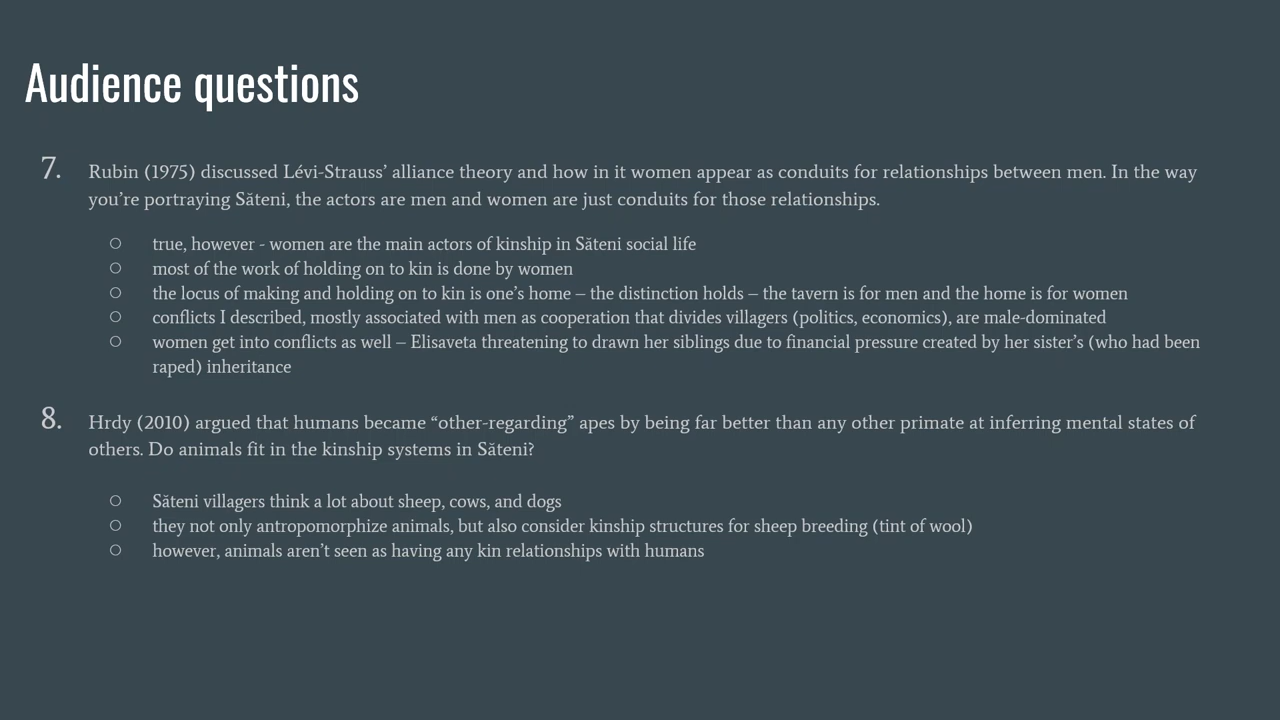 Audience questions
7. Rubin (1975) discussed Lévi-Strauss’ alliance theory and how in it women appear as conduits for relationships between men. In the way
you’re portraying Săteni, the actors are men and women are just conduits for those relationships.
○ true, however - women are the main actors of kinship in Săteni social life
○ most of the work of holding on to kin is done by women
○ the locus of making and holding on to kin is one’s home – the distinction holds – the tavern is for men and the home is for women
○ conflicts I described, mostly associated with men as cooperation that divides villagers (politics, economics), are male-dominated
○ women get into conflicts as well – Elisaveta threatening to drawn her siblings due to financial pressure created by her sister’s (who had been
raped) inheritance
8. Hrdy (2010) argued that humans became “other-regarding” apes by being far better than any other primate at inferring mental states of
others. Do animals fit in the kinship systems in Săteni?
○ Săteni villagers think a lot about sheep, cows, and dogs
○ they not only antropomorphize animals, but also consider kinship structures for sheep breeding (tint of wool)
○ however, animals aren’t seen as having any kin relationships with humans